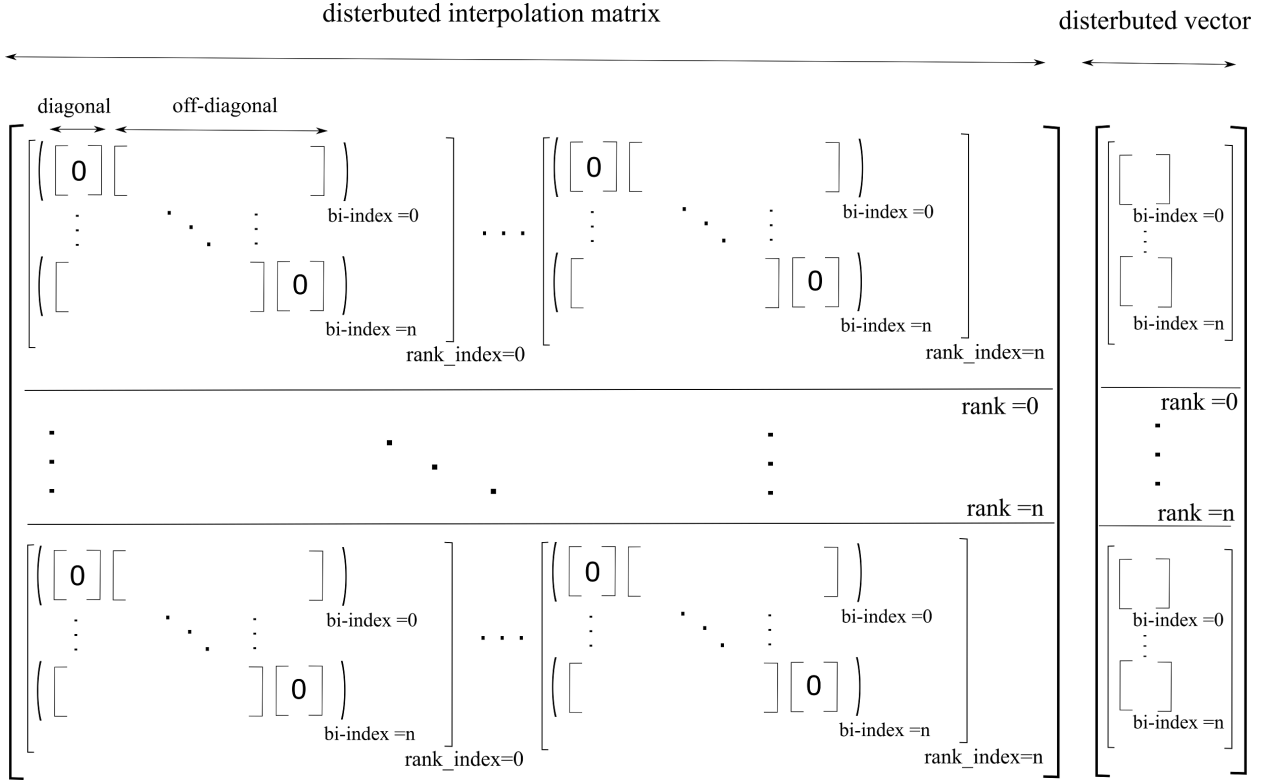 disterbuted interpolation matrix
disterbuted vector
diagonal
off-diagonal
0
0
bi-index =0
bi-index =0
bi-index =0
0
0
bi-index =n
bi-index =n
bi-index =n
rank_index=0
rank_index=n
rank =0
rank =0
rank =n
rank =n
0
0
bi-index =0
bi-index =0
bi-index =0
0
0
bi-index =n
bi-index =n
bi-index =n
rank_index=0
rank_index=n